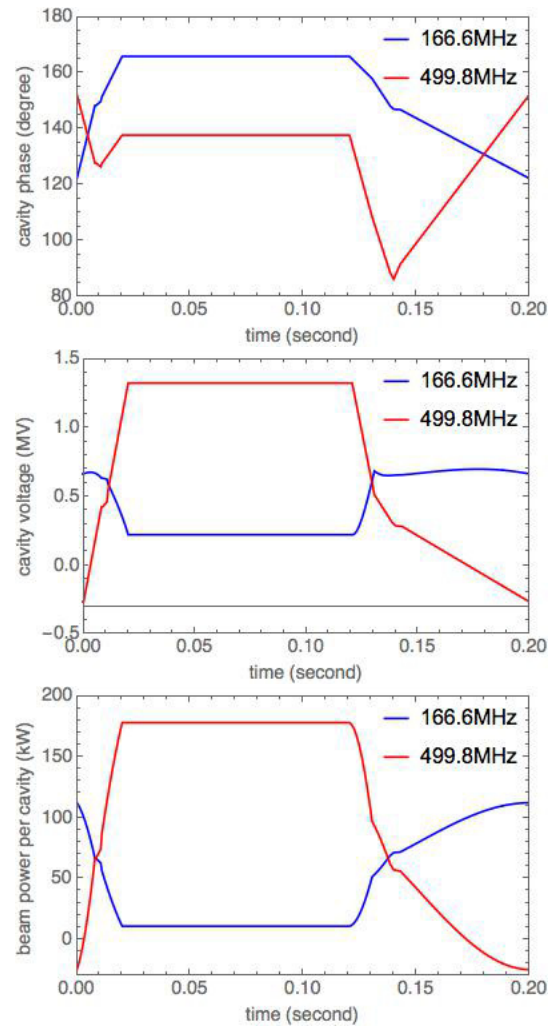 180
160
140
120
100
80
cavity phase (degree)
166.6MHz
499.8MHz
0.00 0.05 0.10 0.15 0.20
time (second)
1.5
1.0
0.5
0.0
−0.5
cavity voltage (MV)
166.6MHz
499.8MHz
0.00 0.05 0.10 0.15 0.20
time (second)
200
150
100
50
0
beam power per cavity (kW)
166.6MHz
499.8MHz
0.00 0.05 0.10 0.15 0.20
time (second)